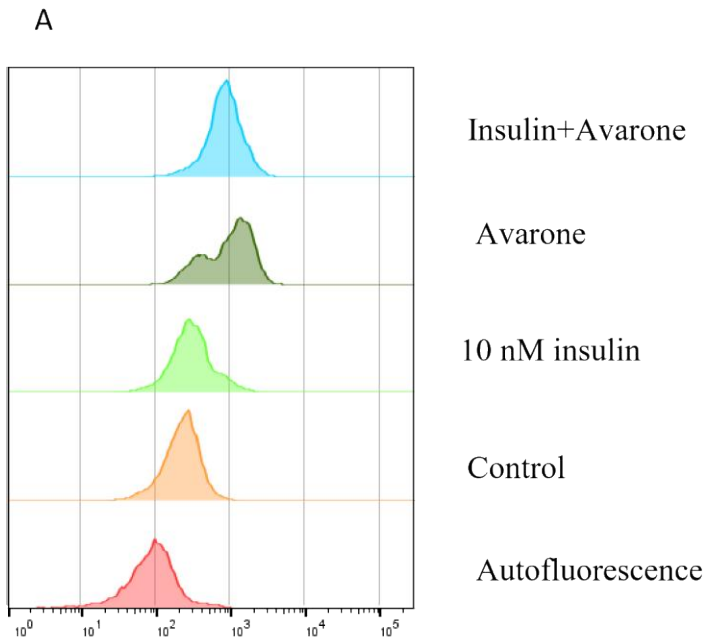 A
Insulin+Avarone
Avarone
10 nM insulin
Control
Autofluorescence
10⁰ 10¹ 10² 10³ 10⁴ 10⁵